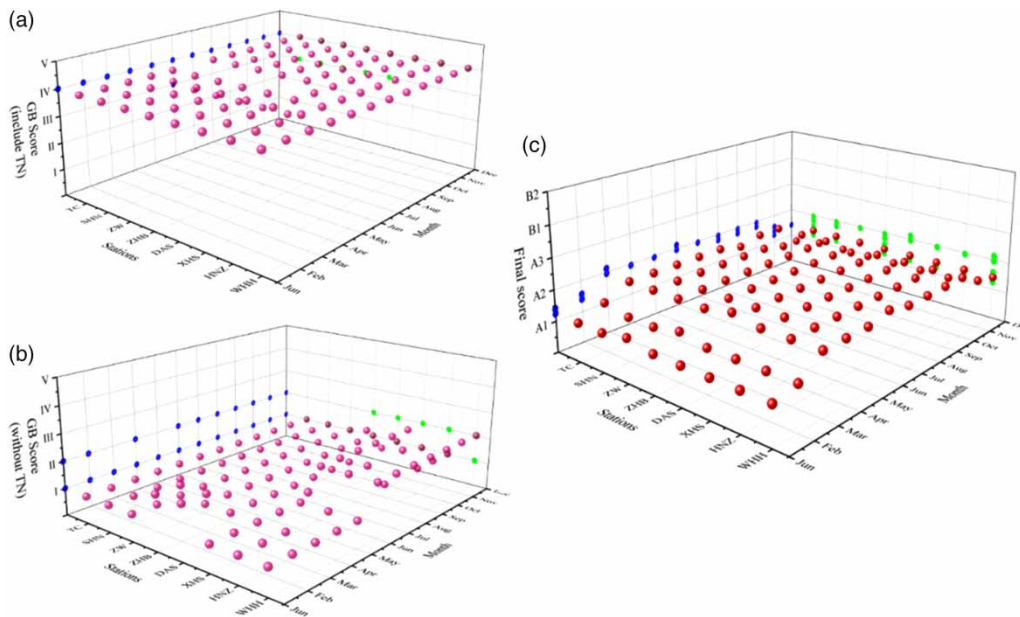 (a)
V
IV
III
II
I
GB Score
(include TN)
TC
SHN
ZW
ZHB
DAS
XHS
HNZ
WHH
Stations
Jun
Feb
Mar
Apr
May
Jun
Jul
Aug
Sep
Oct
Nov
Dec
Month
(b)
V
IV
III
II
I
GB Score
(without TN)
TC
SHN
ZW
ZHB
DAS
XHS
HNZ
WHH
Stations
Jun
Feb
Mar
Apr
May
Jun
Jul
Aug
Sep
Oct
Nov
Month
(c)
B2
B1
A3
A2
A1
Final score
TC
SHN
ZW
ZHB
DAS
XHS
HNZ
WHH
Stations
Jun
Feb
Mar
Apr
May
Jun
Jul
Aug
Sep
Oct
Nov
D
Month